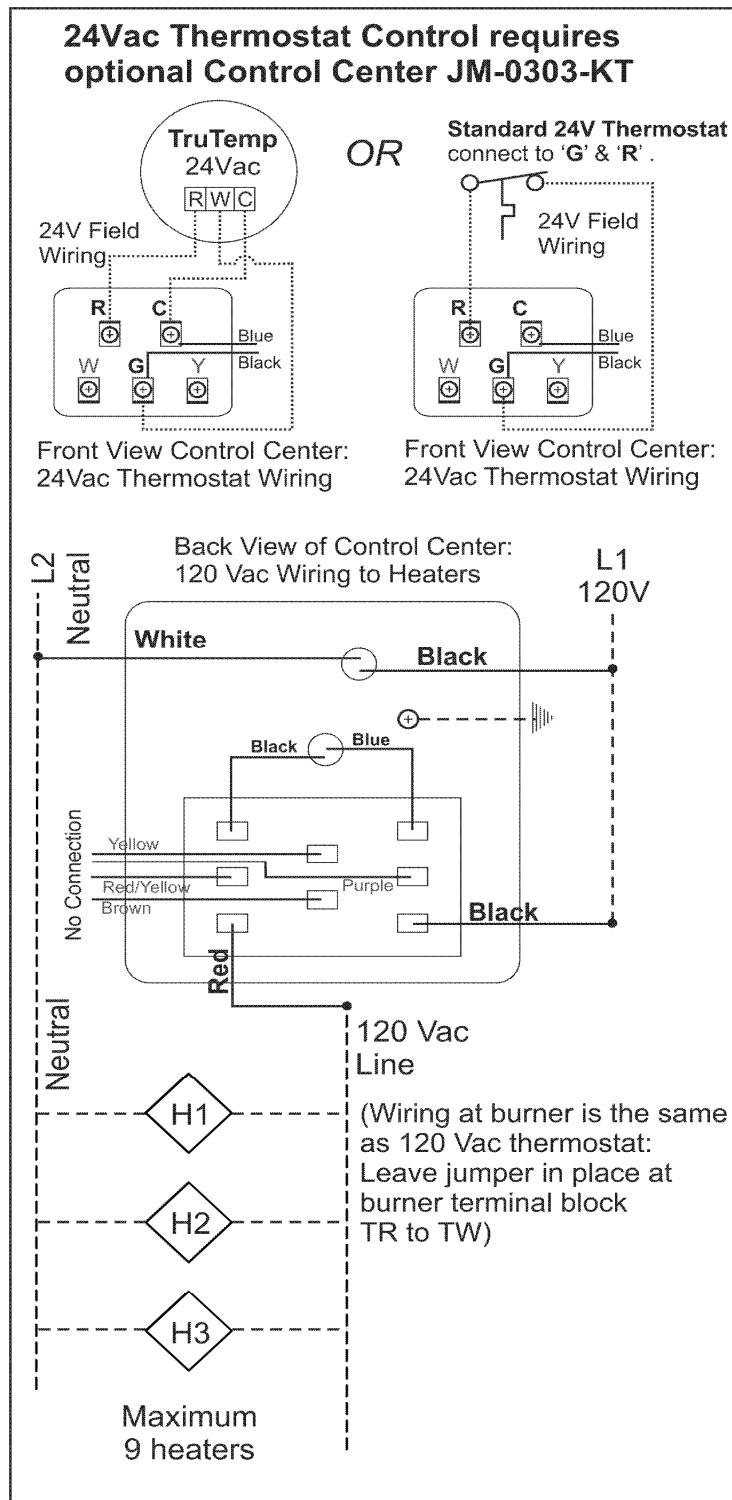 24Vac Thermostat Control requires
optional Control Center JM-0303-KT
TruTemp
24Vac
R W C
24V Field
Wiring
OR
Standard 24V Thermostat
connect to ‘G’ & ‘R’ .
24V Field
Wiring
R C
Blue
W G Y Black
Front View Control Center:
24Vac Thermostat Wiring
R C
Blue
W G Y Black
Front View Control Center:
24Vac Thermostat Wiring
L2
Neutral
Back View of Control Center:
120 Vac Wiring to Heaters
L1
120V
White
Black
Black
Blue
No Connection
Yellow
Red/Yellow
Purple
Brown
Black
Red
Neutral
120 Vac
Line
H1
(Wiring at burner is the same
as 120 Vac thermostat:
Leave jumper in place at
burner terminal block
TR to TW)
H2
H3
Maximum
9 heaters